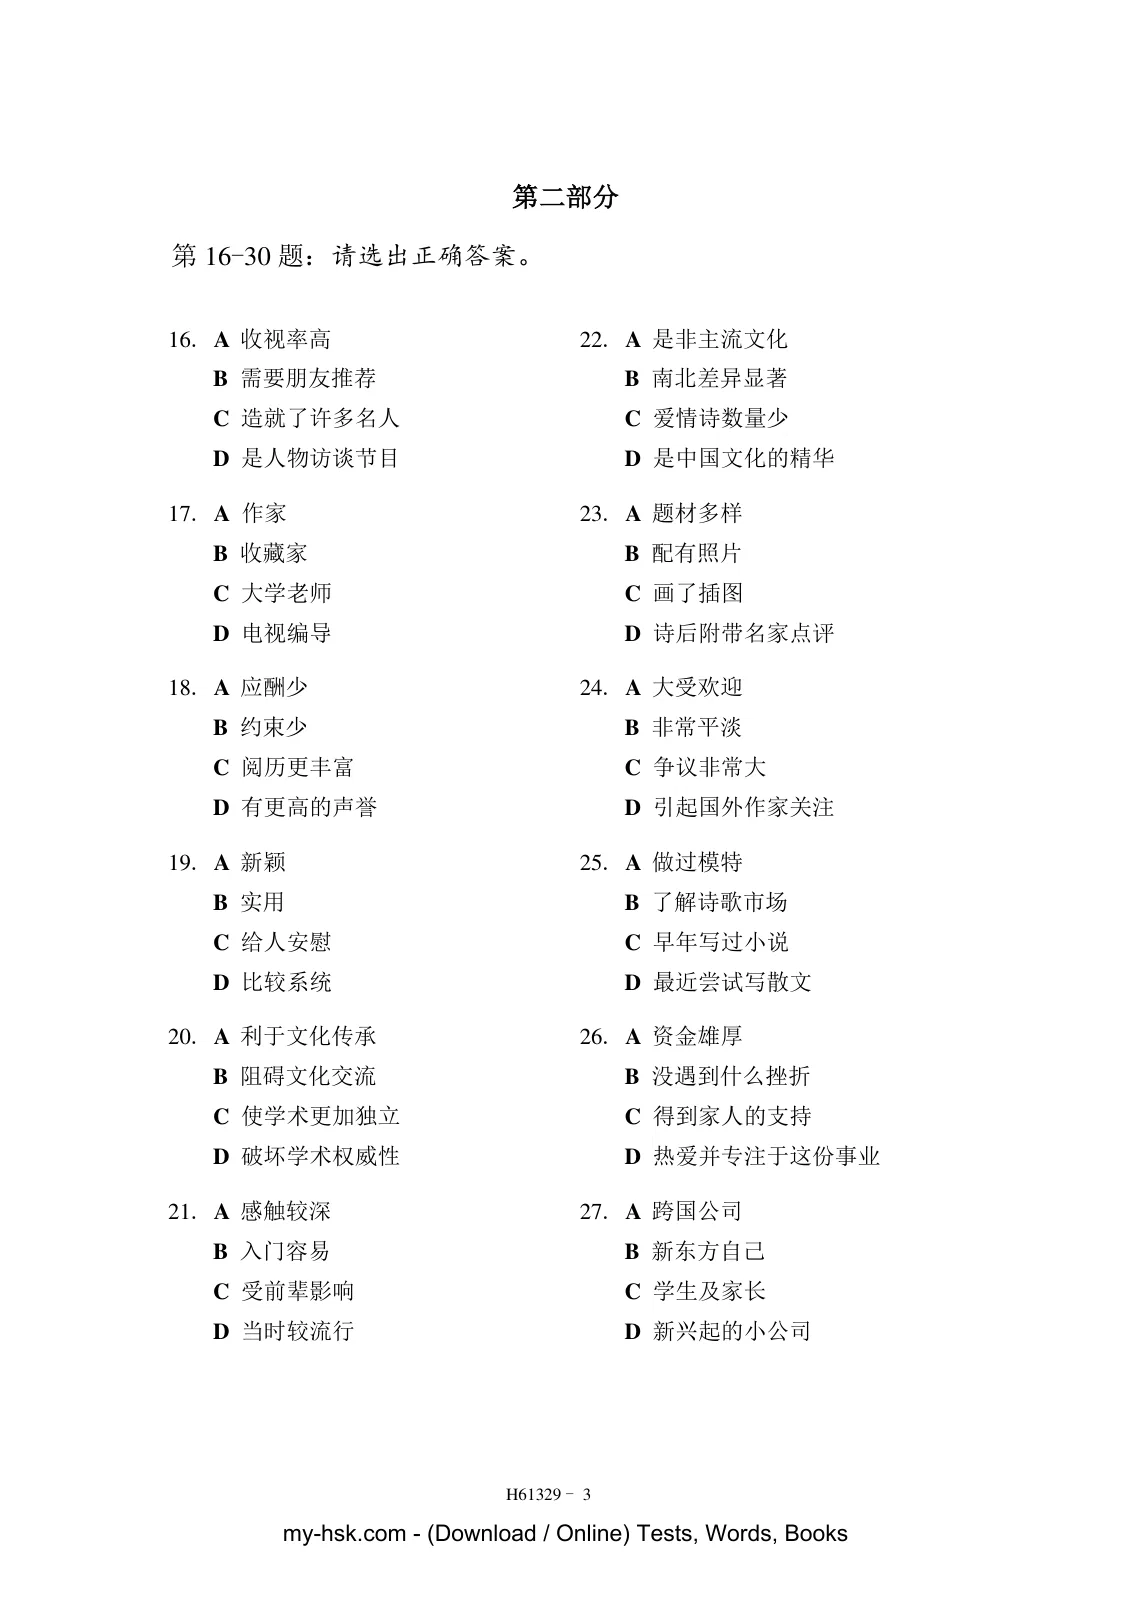 第二部分
第 16-30 题：请选出正确答案。
16. A 收视率高
B 需要朋友推荐
C 造就了许多名人
D 是人物访谈节目
17. A 作家
B 收藏家
C 大学老师
D 电视编导
18. A 应酬少
B 约束少
C 阅历更丰富
D 有更高的声誉
19. A 新颖
B 实用
C 给人安慰
D 比较系统
20. A 利于文化传承
B 阻碍文化交流
C 使学术更加独立
D 破坏学术权威性
21. A 感触较深
B 入门容易
C 受前辈影响
D 当时较流行
22. A 是非主流文化
B 南北差异显著
C 爱情诗数量少
D 是中国文化的精华
23. A 题材多样
B 配有照片
C 画了插图
D 诗后附带名家点评
24. A 大受欢迎
B 非常平淡
C 争议非常大
D 引起国外作家关注
25. A 做过模特
B 了解诗歌市场
C 早年写过小说
D 最近尝试写散文
26. A 资金雄厚
B 没遇到什么挫折
C 得到家人的支持
D 热爱并专注于这份事业
27. A 跨国公司
B 新东方自己
C 学生及家长
D 新兴起的小公司
H61329- 3
my-hsk.com - (Download / Online) Tests, Words, Books